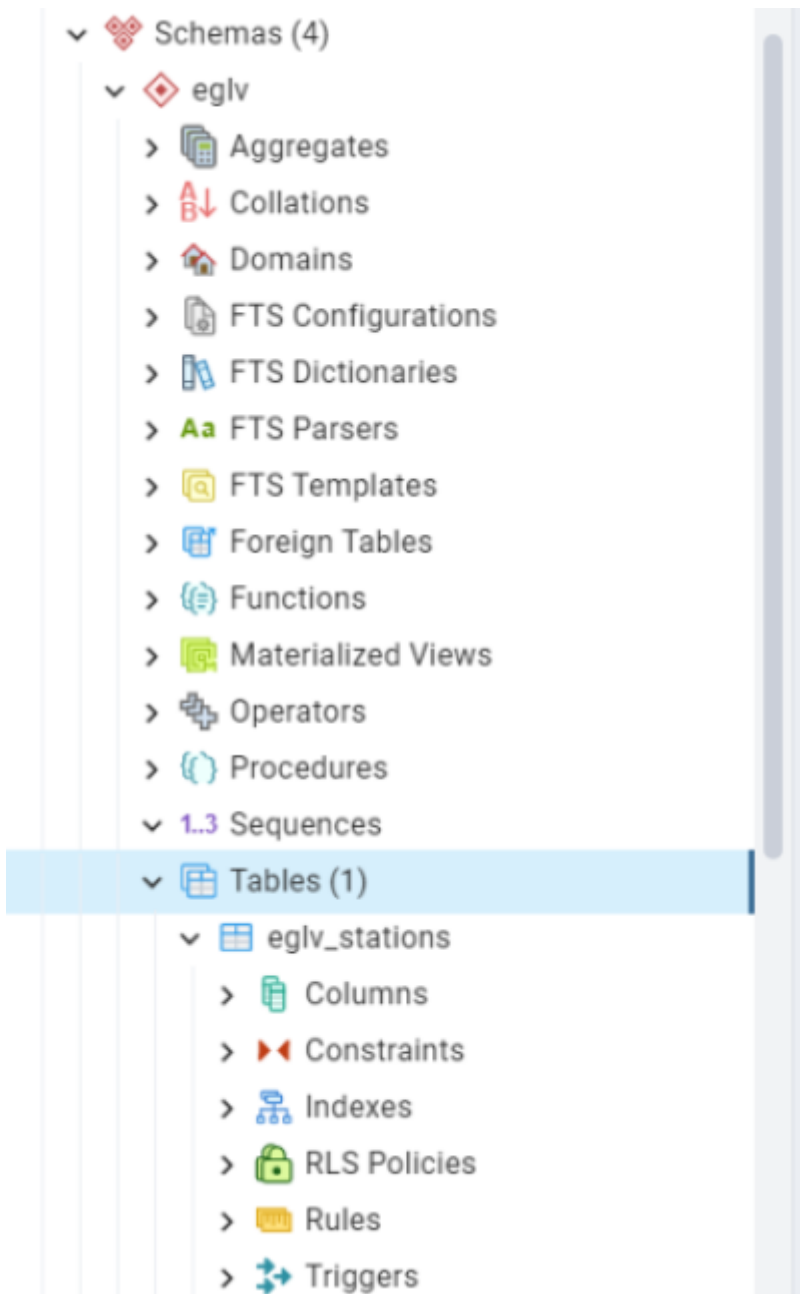 Schemas (4)
eglv
Aggregates
A
B Collations
Domains
FTS Configurations
FTS Dictionaries
Aa FTS Parsers
FTS Templates
Foreign Tables
Functions
Materialized Views
Operators
Procedures
1..3 Sequences
Tables (1)
eglv_stations
Columns
Constraints
Indexes
RLS Policies
Rules
Triggers